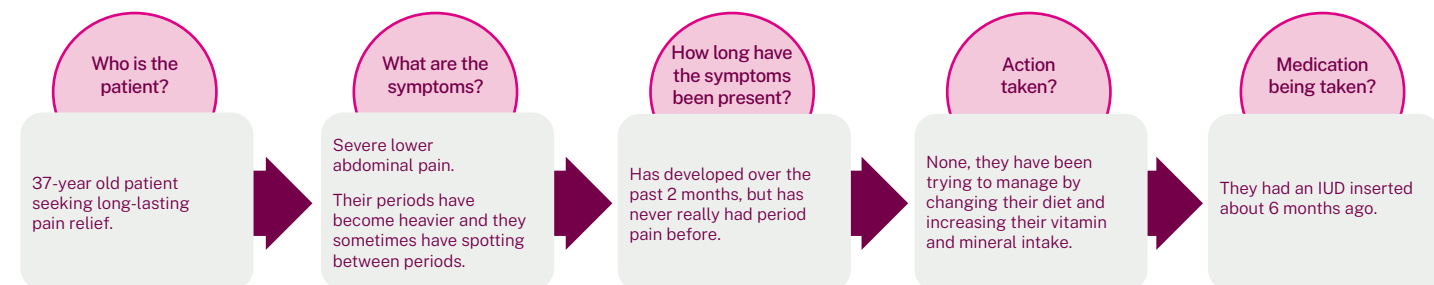 Who is the
patient?
37-year old patient
seeking long-lasting
pain relief.
What are the
symptoms?
Severe lower
abdominal pain.
Their periods have
become heavier and they
sometimes have spotting
between periods.
How long have
the symptoms
been present?
Has developed over the
past 2 months, but has
never really had period
pain before.
Action
taken?
None, they have been
trying to manage by
changing their diet and
increasing their vitamin
and mineral intake.
Medication
being taken?
They had an IUD inserted
about 6 months ago.